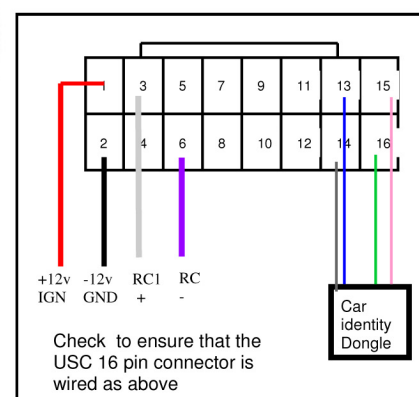 1 3 5 7 9 11 13 15
2 4 6 8 10 12 14 16
+12v -12v RC1 RC
IGN GND + -
Car
identity
Dongle
Check to ensure that the
USC 16 pin connector is
wired as above